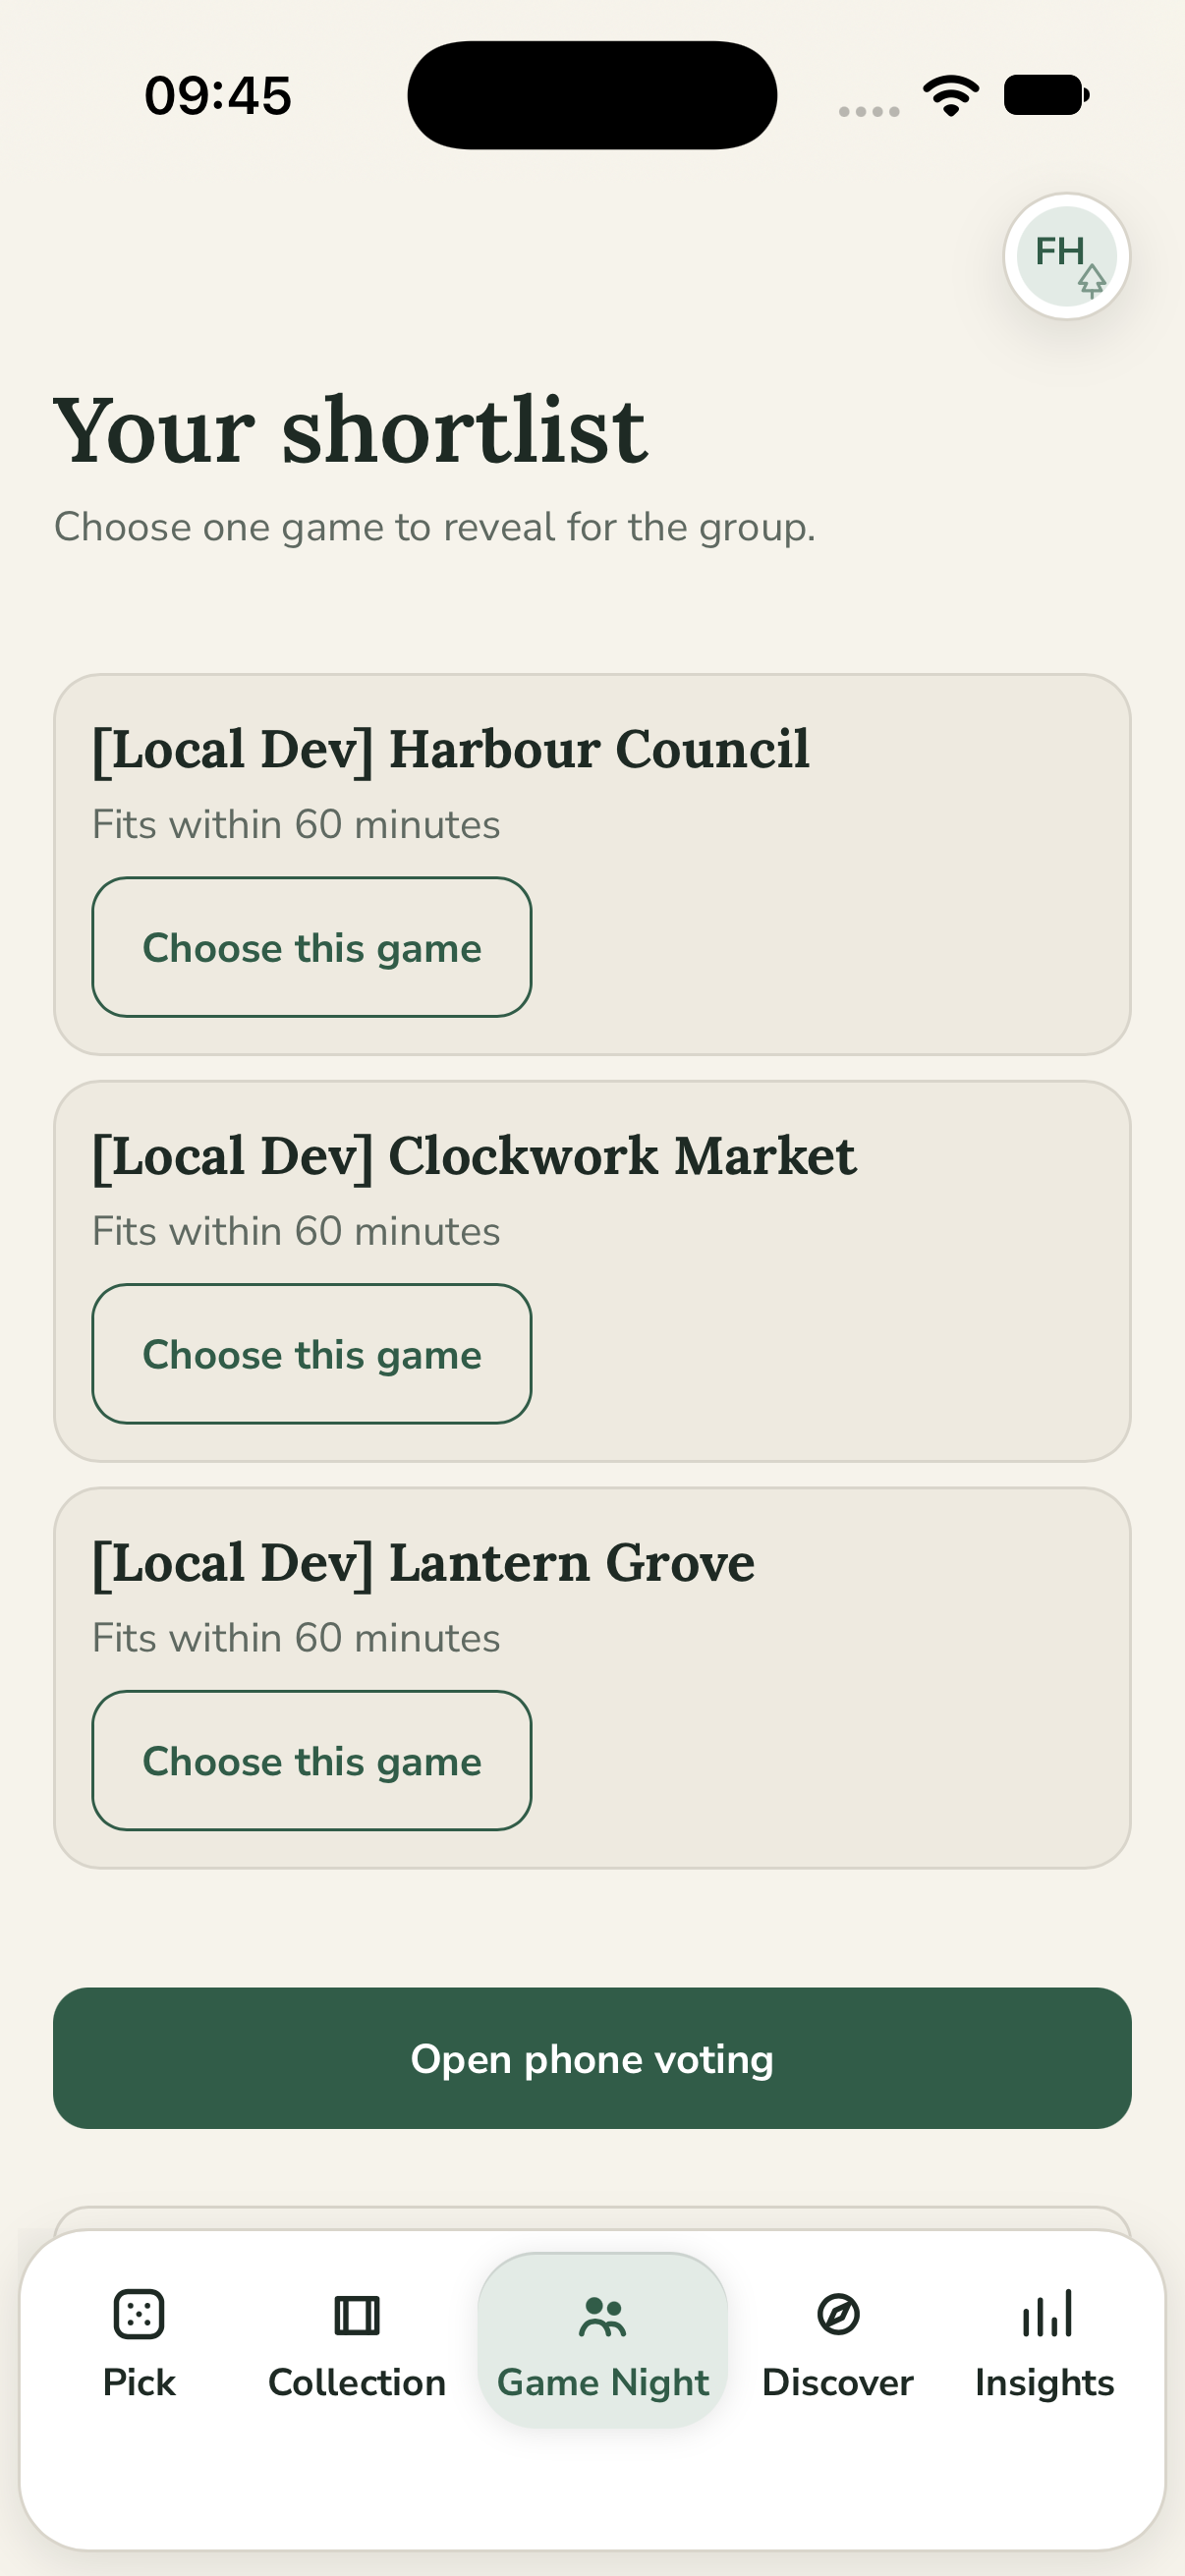 09:45
FH
Your shortlist
Choose one game to reveal for the group.
[Local Dev] Harbour Council
Fits within 60 minutes
Choose this game
[Local Dev] Clockwork Market
Fits within 60 minutes
Choose this game
[Local Dev] Lantern Grove
Fits within 60 minutes
Choose this game
Open phone voting
Pick Collection Game Night Discover Insights